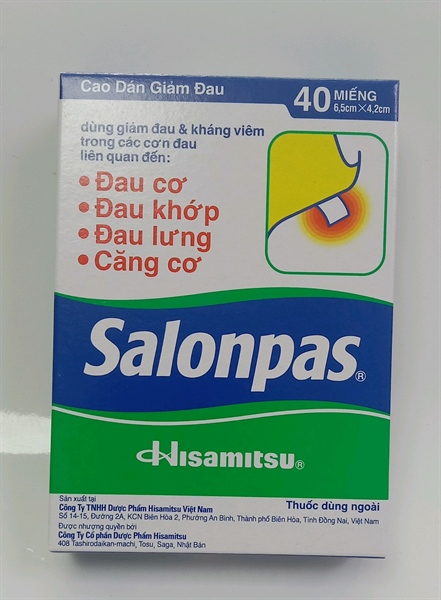 Cao Dán Giảm Đau
40 MIẾNG
6,5cm×4,2cm
dùng giảm đau & kháng viêm
trong các cơn đau
liên quan đến:
• Đau cơ
• Đau khớp
• Đau lưng
• Căng cơ
Salonpas®
Hisamitsu®
Sản xuất tại
Công Ty TNHH Dược Phẩm Hisamitsu Việt Nam
Số 14-15, Đường 2A, KCN Biên Hòa 2, Phường An Bình, Thành phố Biên Hòa, Tỉnh Đồng Nai, Việt Nam
Thuốc dùng ngoài
Được nhượng quyền bởi
Công Ty Cổ phần Dược Phẩm Hisamitsu
408 Tashirodaikan-machi, Tosu, Saga, Nhật Bản